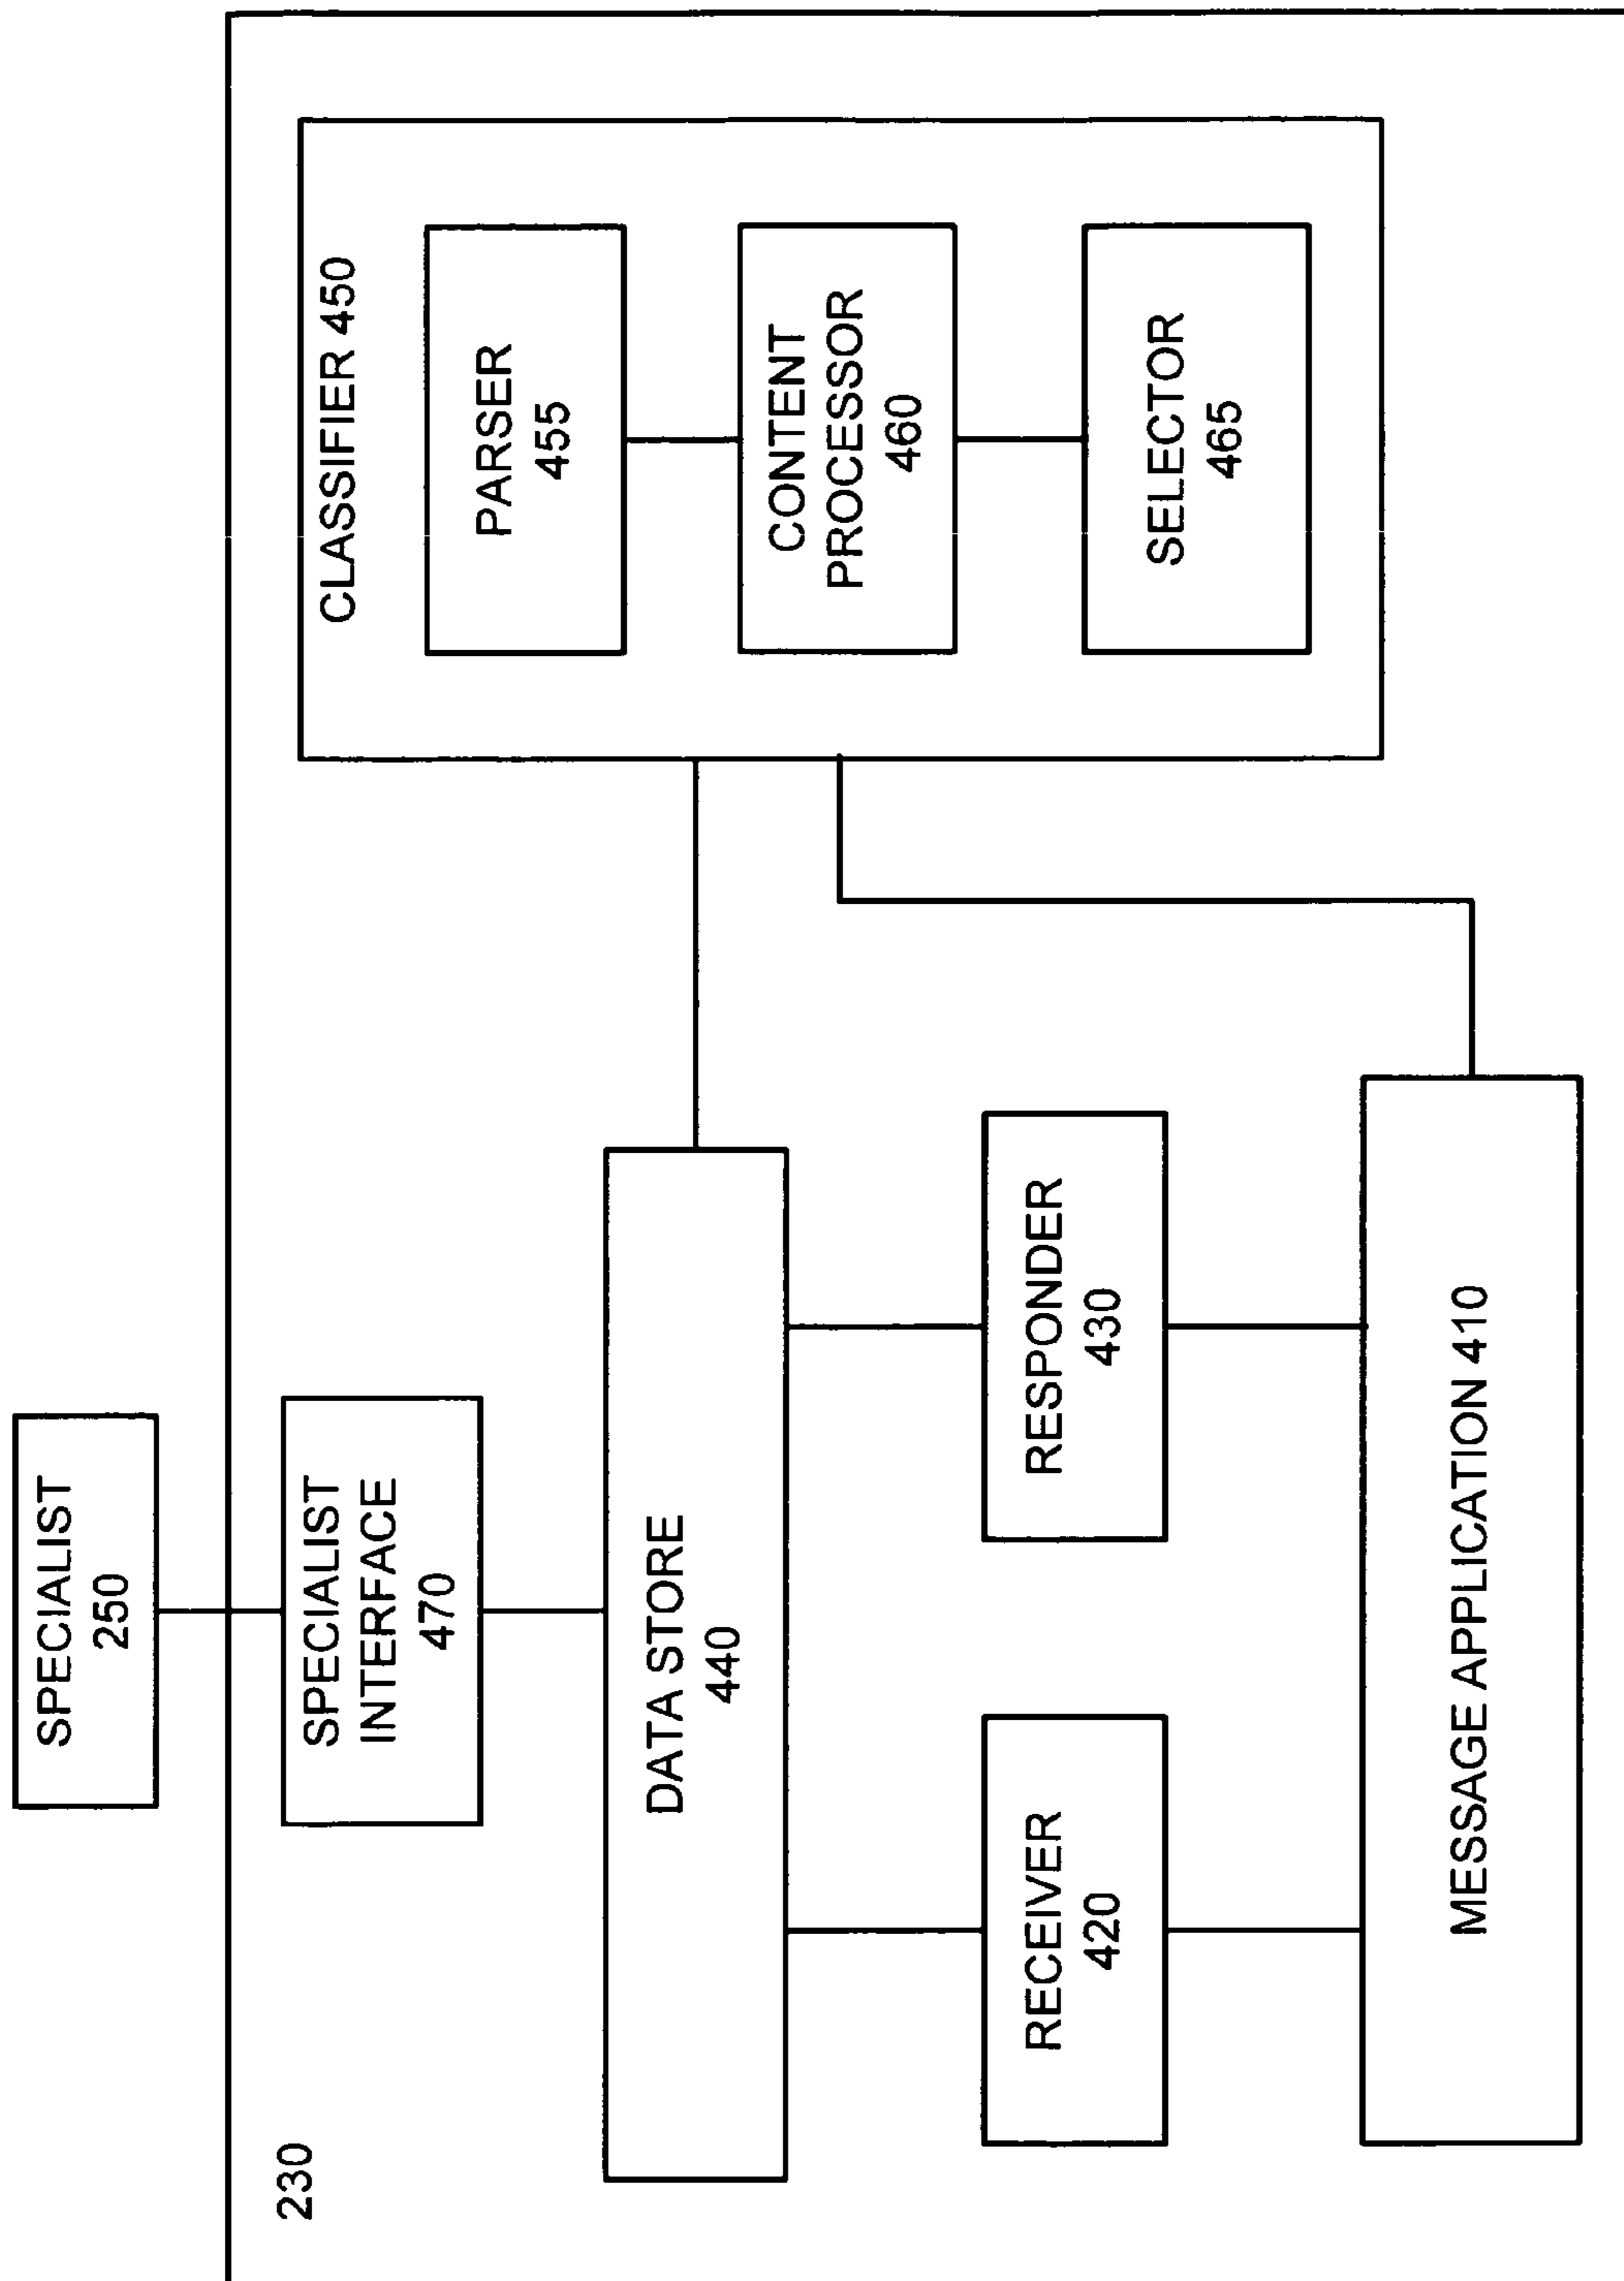 SPECIALIST
250
230
SPECIALIST
INTERFACE
470
DATA STORE
440
RECEIVER
420
RESPONDER
430
MESSAGE APPLICATION 410
CLASSIFIER 450
PARSER
455
CONTENT
PROCESSOR
460
SELECTOR
465